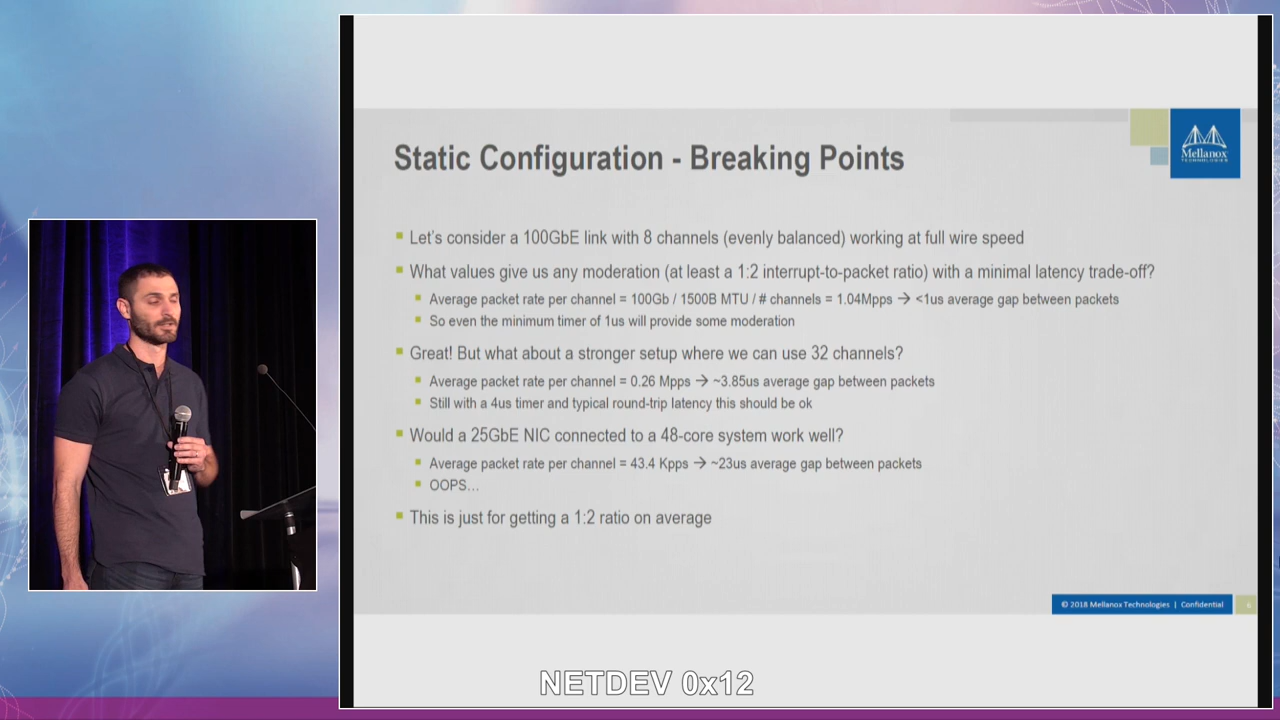 Static Configuration - Breaking Points
Mellanox
TECHNOLOGIES
Let's consider a 100GbE link with 8 channels (evenly balanced) working at full wire speed
What values give us any moderation (at least a 1:2 interrupt-to-packet ratio) with a minimal latency trade-off?
Average packet rate per channel = 100Gb / 1500B MTU / # channels = 1.04Mpps → <1us average gap between packets
So even the minimum timer of 1us will provide some moderation
Great! But what about a stronger setup where we can use 32 channels?
Average packet rate per channel = 0.26 Mpps → ~3.85us average gap between packets
Still with a 4us timer and typical round-trip latency this should be ok
Would a 25GbE NIC connected to a 48-core system work well?
Average packet rate per channel = 43.4 Kpps → ~23us average gap between packets
OOPS...
This is just for getting a 1:2 ratio on average
© 2018 Mellanox Technologies | Confidential
6
NETDEV 0x12